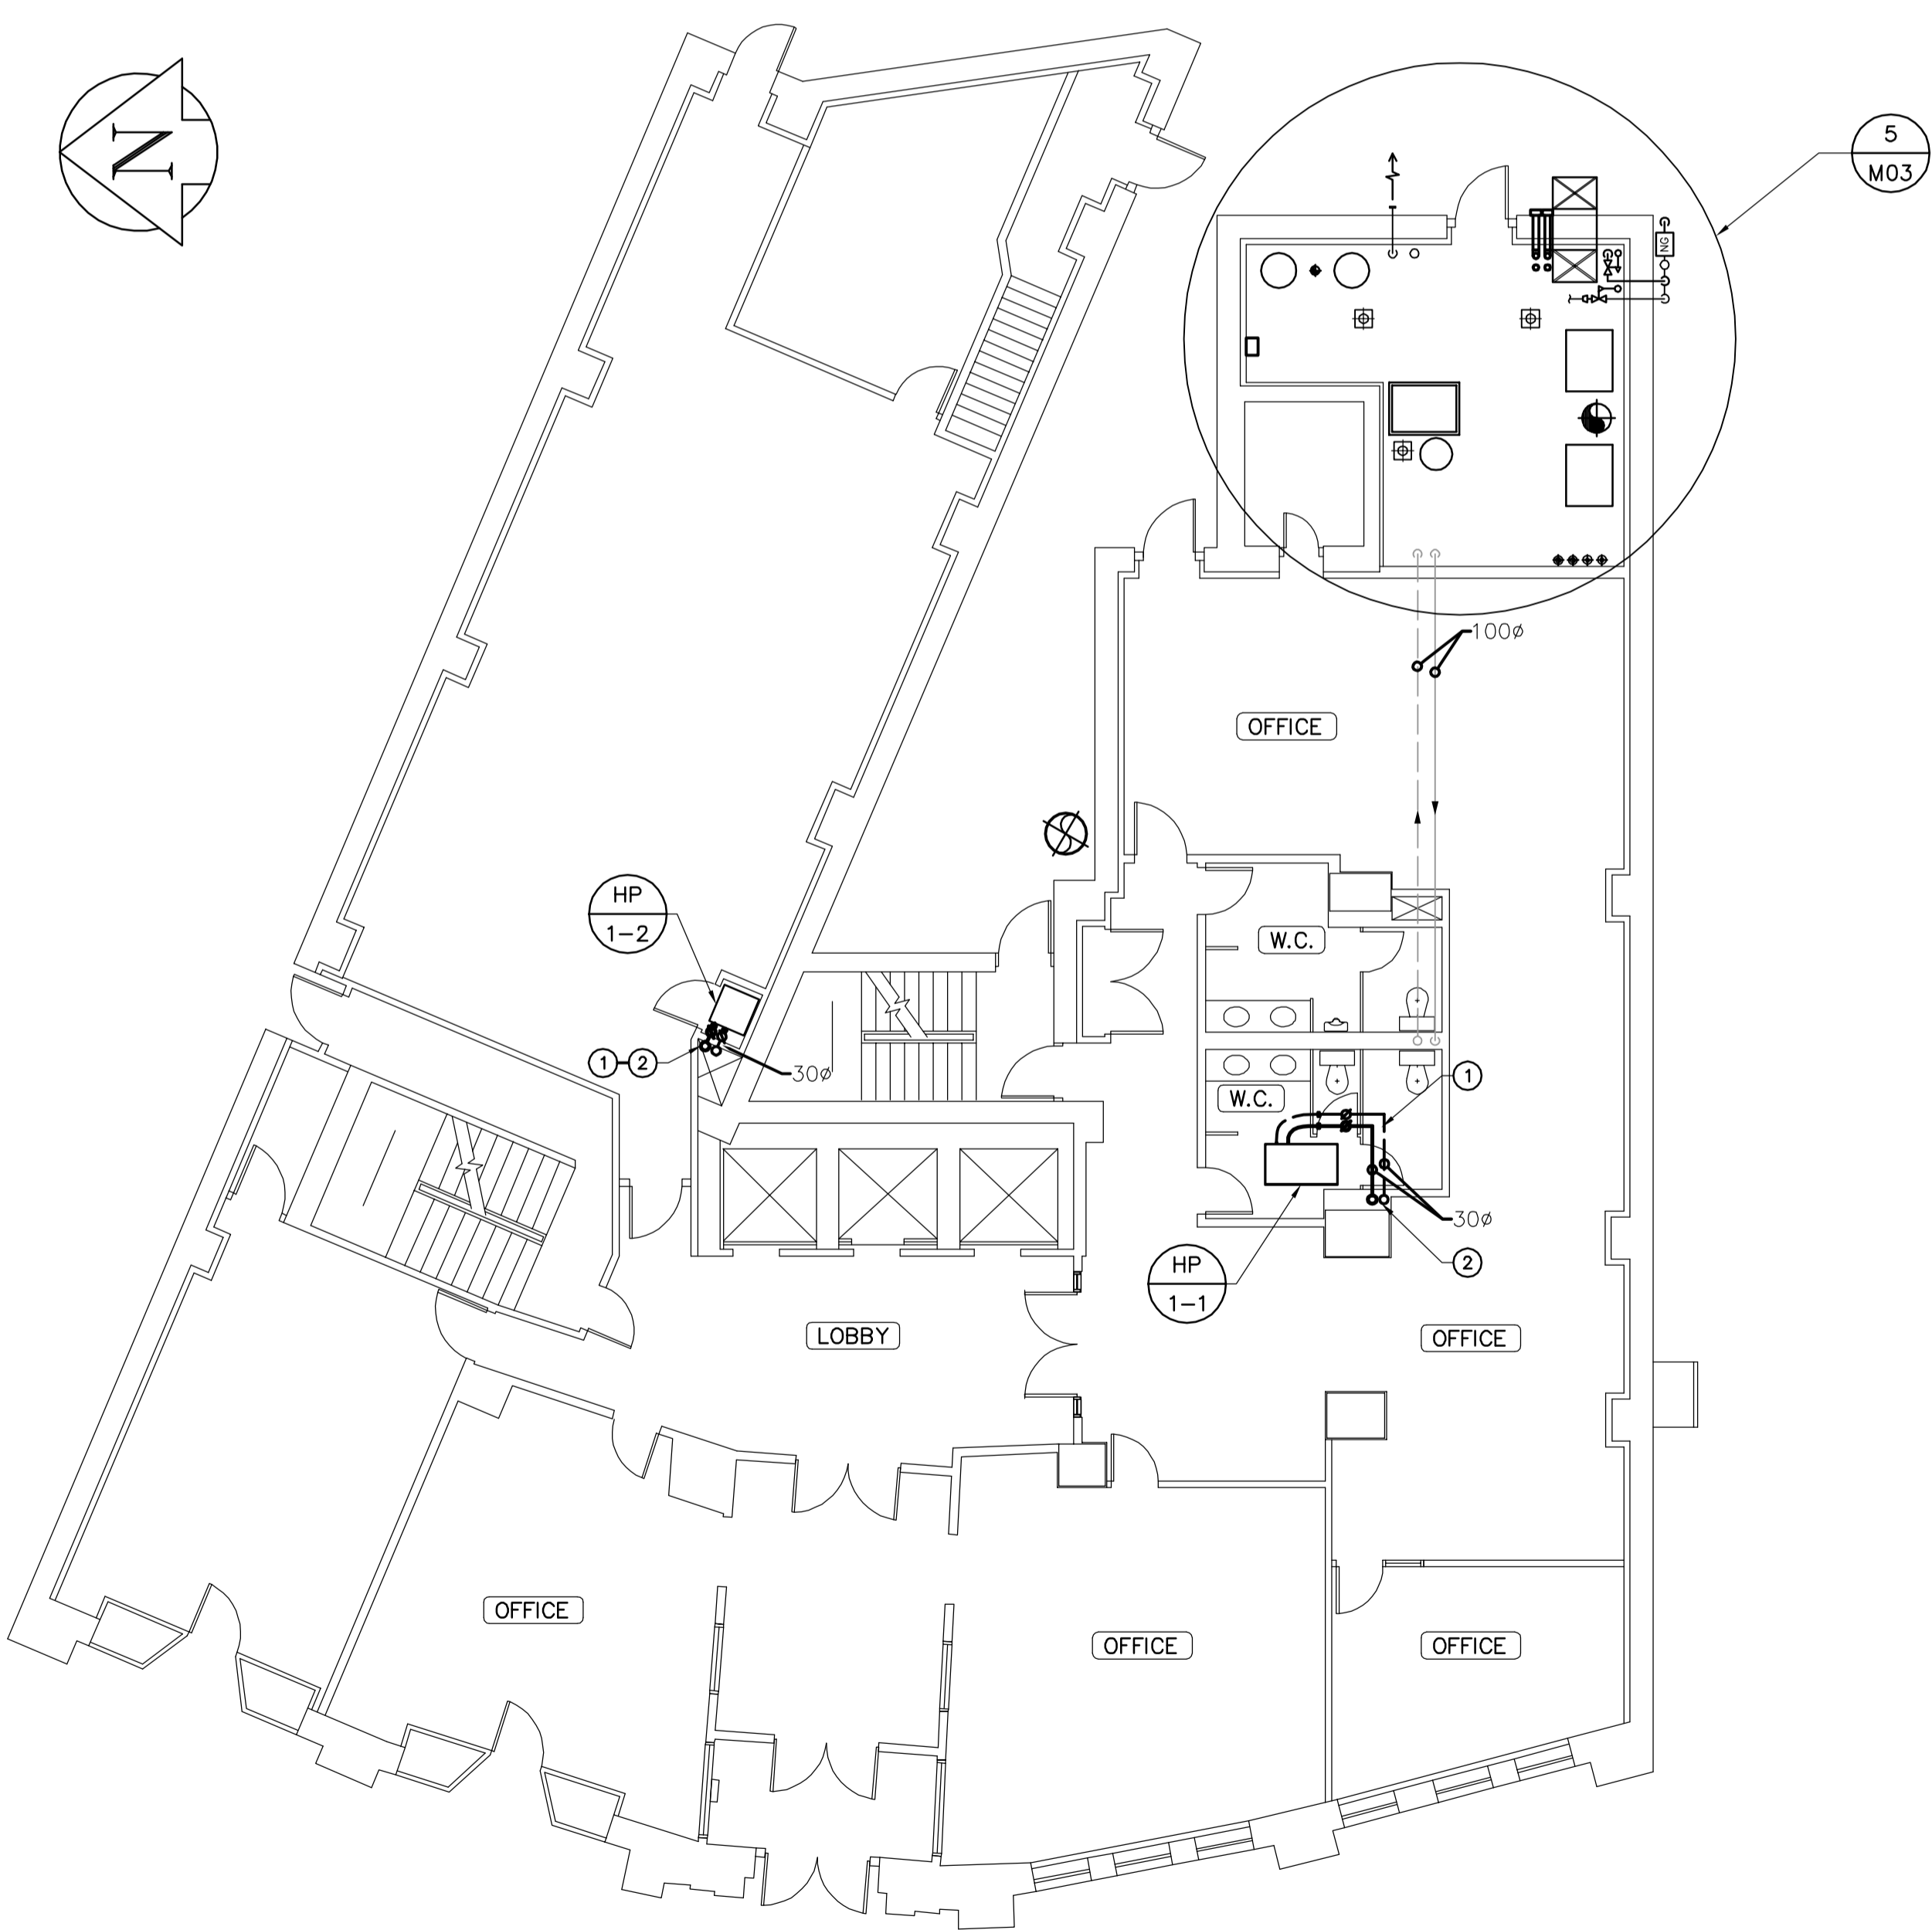 N
5
M03
NG
100ø
OFFICE
HP
1-2
W.C.
1
2
30ø
1
W.C.
30ø
2
HP
1-1
LOBBY
OFFICE
OFFICE
OFFICE
OFFICE